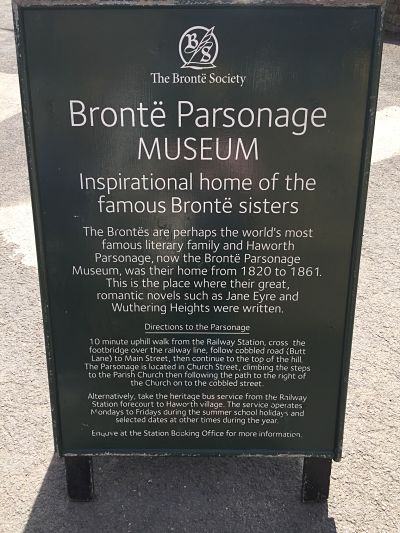 BS
The Brontë Society
Brontë Parsonage
MUSEUM
Inspirational home of the
famous Brontë sisters
The Brontës are perhaps the world's most
famous literary family and Haworth
Parsonage, now the Brontë Parsonage
Museum, was their home from 1820 to 1861.
This is the place where their great,
romantic novels such as Jane Eyre and
Wuthering Heights were written.
Directions to the Parsonage
10 minute uphill walk from the Railway Station, cross the
footbridge over the railway line, follow cobbled road (Butt
Lane) to Main Street, then continue to the top of the hill.
The Parsonage is located in Church Street, climbing the steps
to the Parish Church then following the path to the right of
the Church on to the cobbled street.
Alternatively, take the heritage bus service from the Railway
Station forecourt to Haworth village. The service operates
Mondays to Fridays during the summer school holidays and
selected dates at other times during the year.
Enquire at the Station Booking Office for more information.